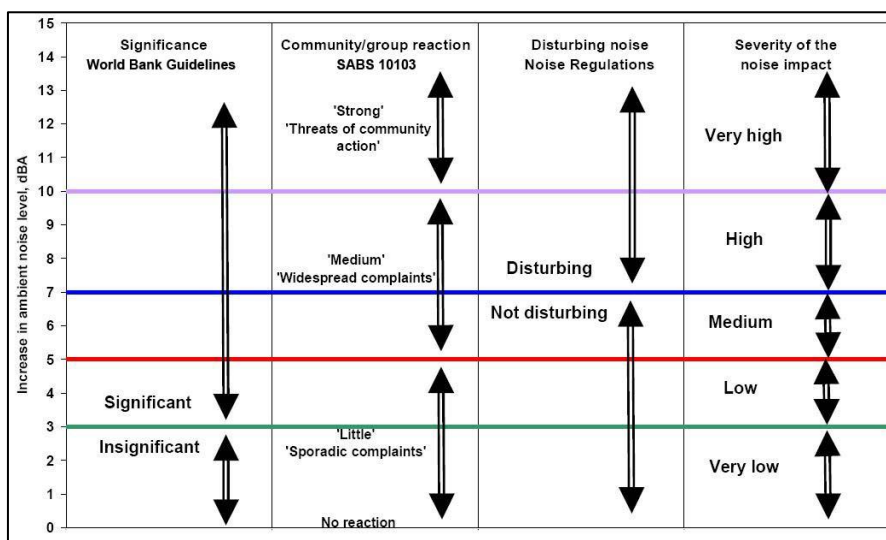 Increase in ambient noise level, dBA
15
14
13
12
11
10
9
8
7
6
5
4
3
2
1
0
Significance
World Bank Guidelines
Significant
Insignificant
Community/group reaction
SABS 10103
'Strong'
'Threats of community
action'
'Medium'
'Widespread complaints'
'Little'
'Sporadic complaints'
No reaction
Disturbing noise
Noise Regulations
Disturbing
Not disturbing
Severity of the
noise impact
Very high
High
Medium
Low
Very low